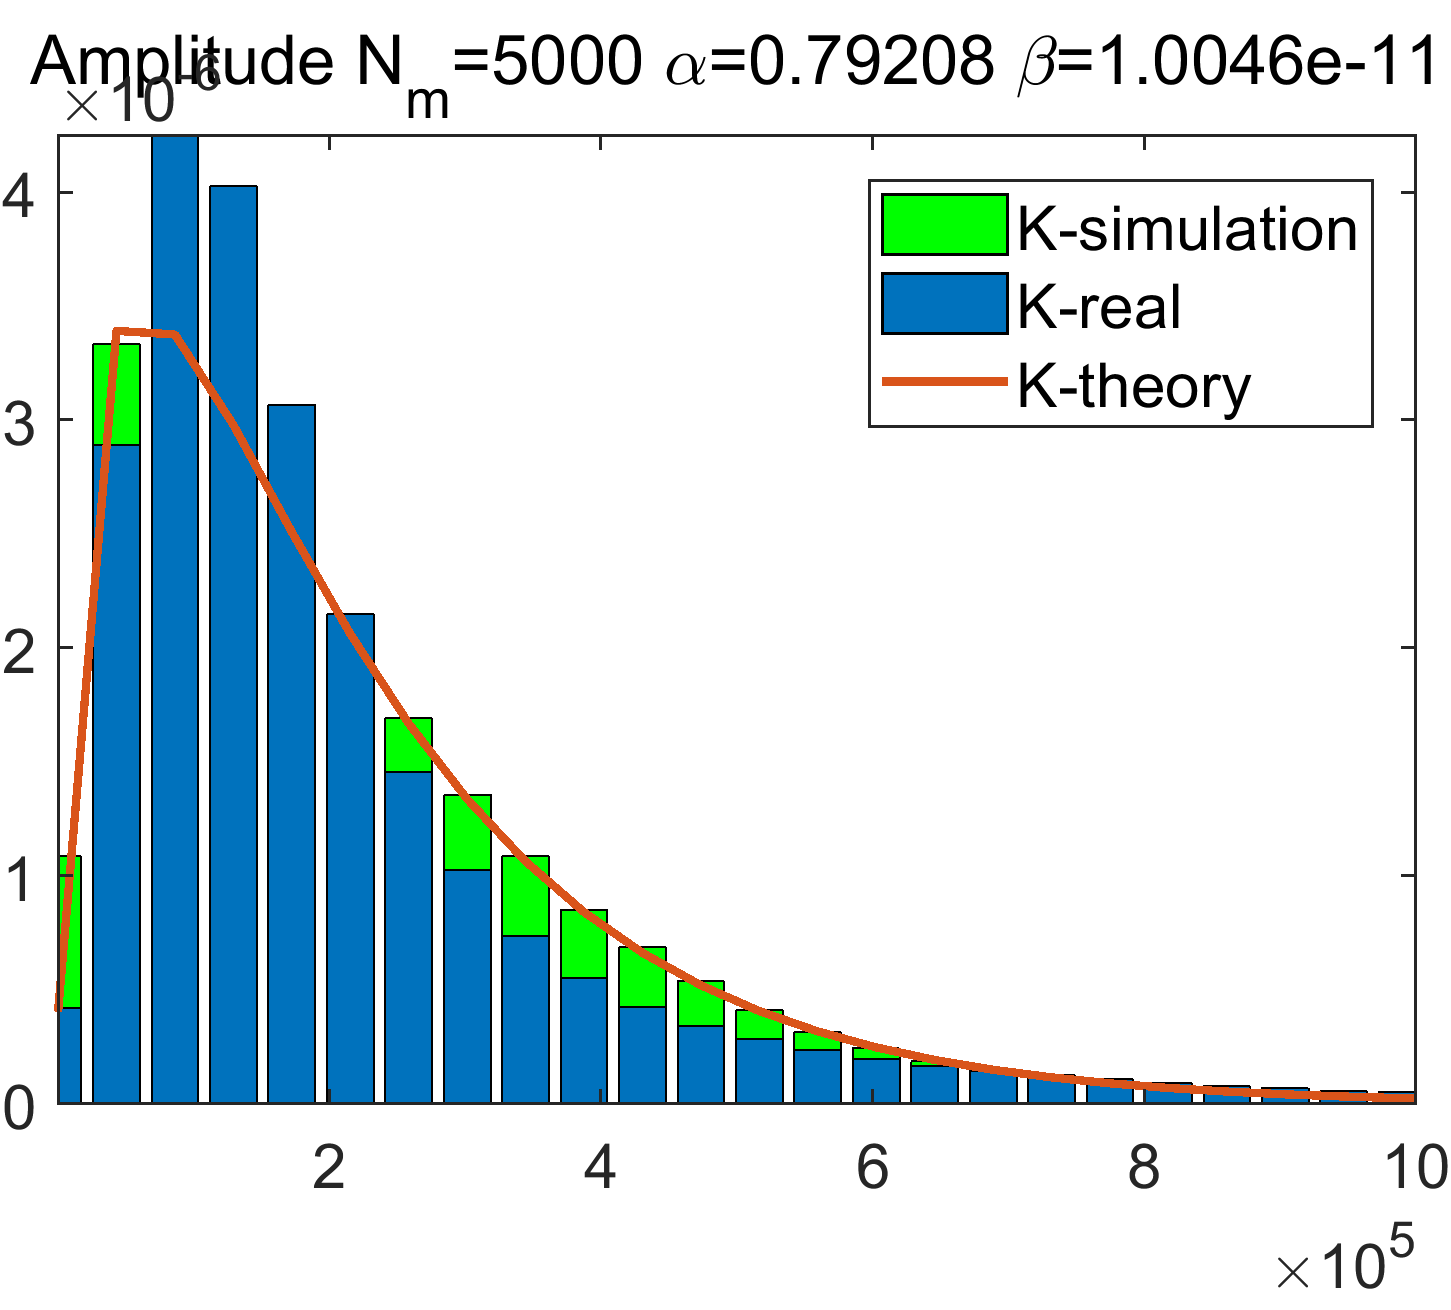 Amplitude N_m=5000 α=0.79208 β=1.0046e-11
×10^-6
4
3
2
1
0
K-simulation
K-real
K-theory
2 4 6 8 10
×10^5